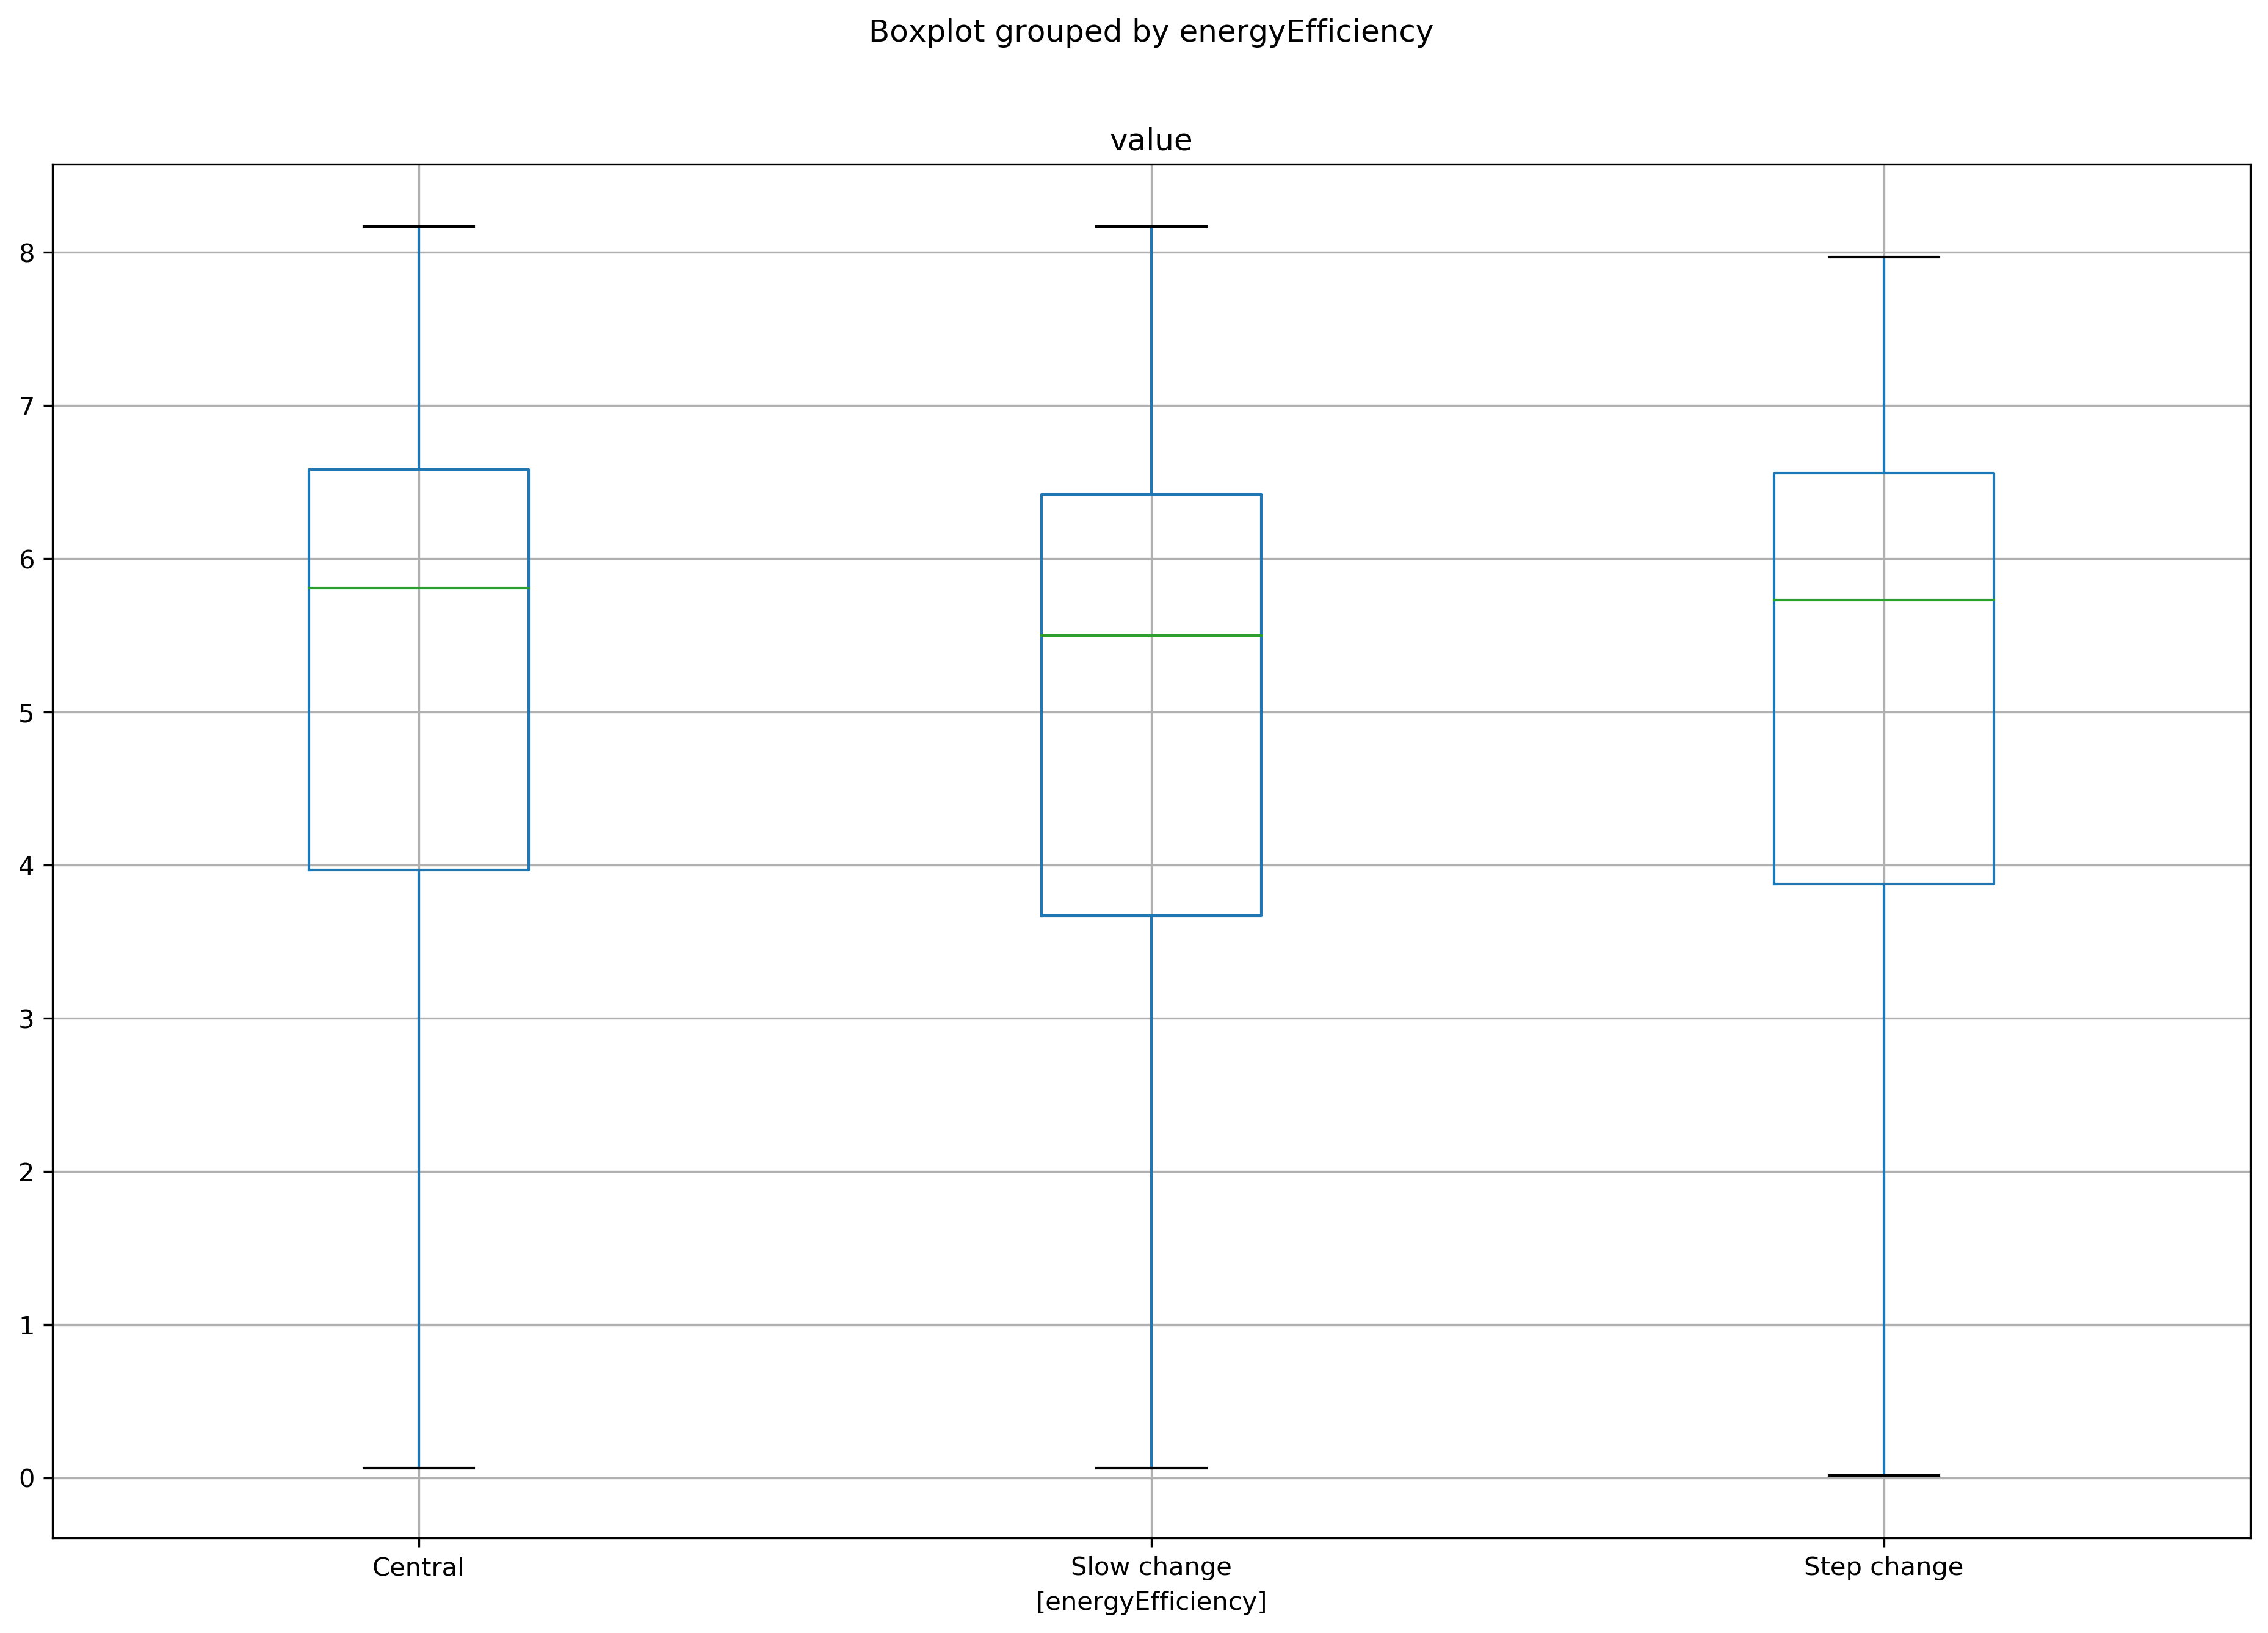 Boxplot grouped by energyEfficiency
value
8
7
6
5
4
3
2
1
0
Central Slow change Step change
[energyEfficiency]